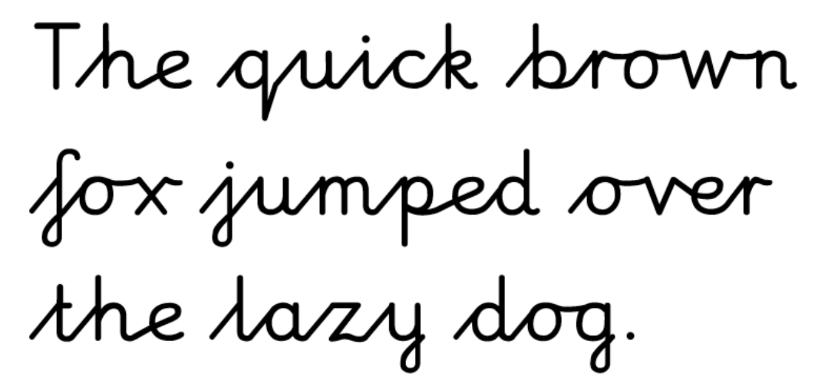 The quick brown
fox jumped over
the lazy dog.